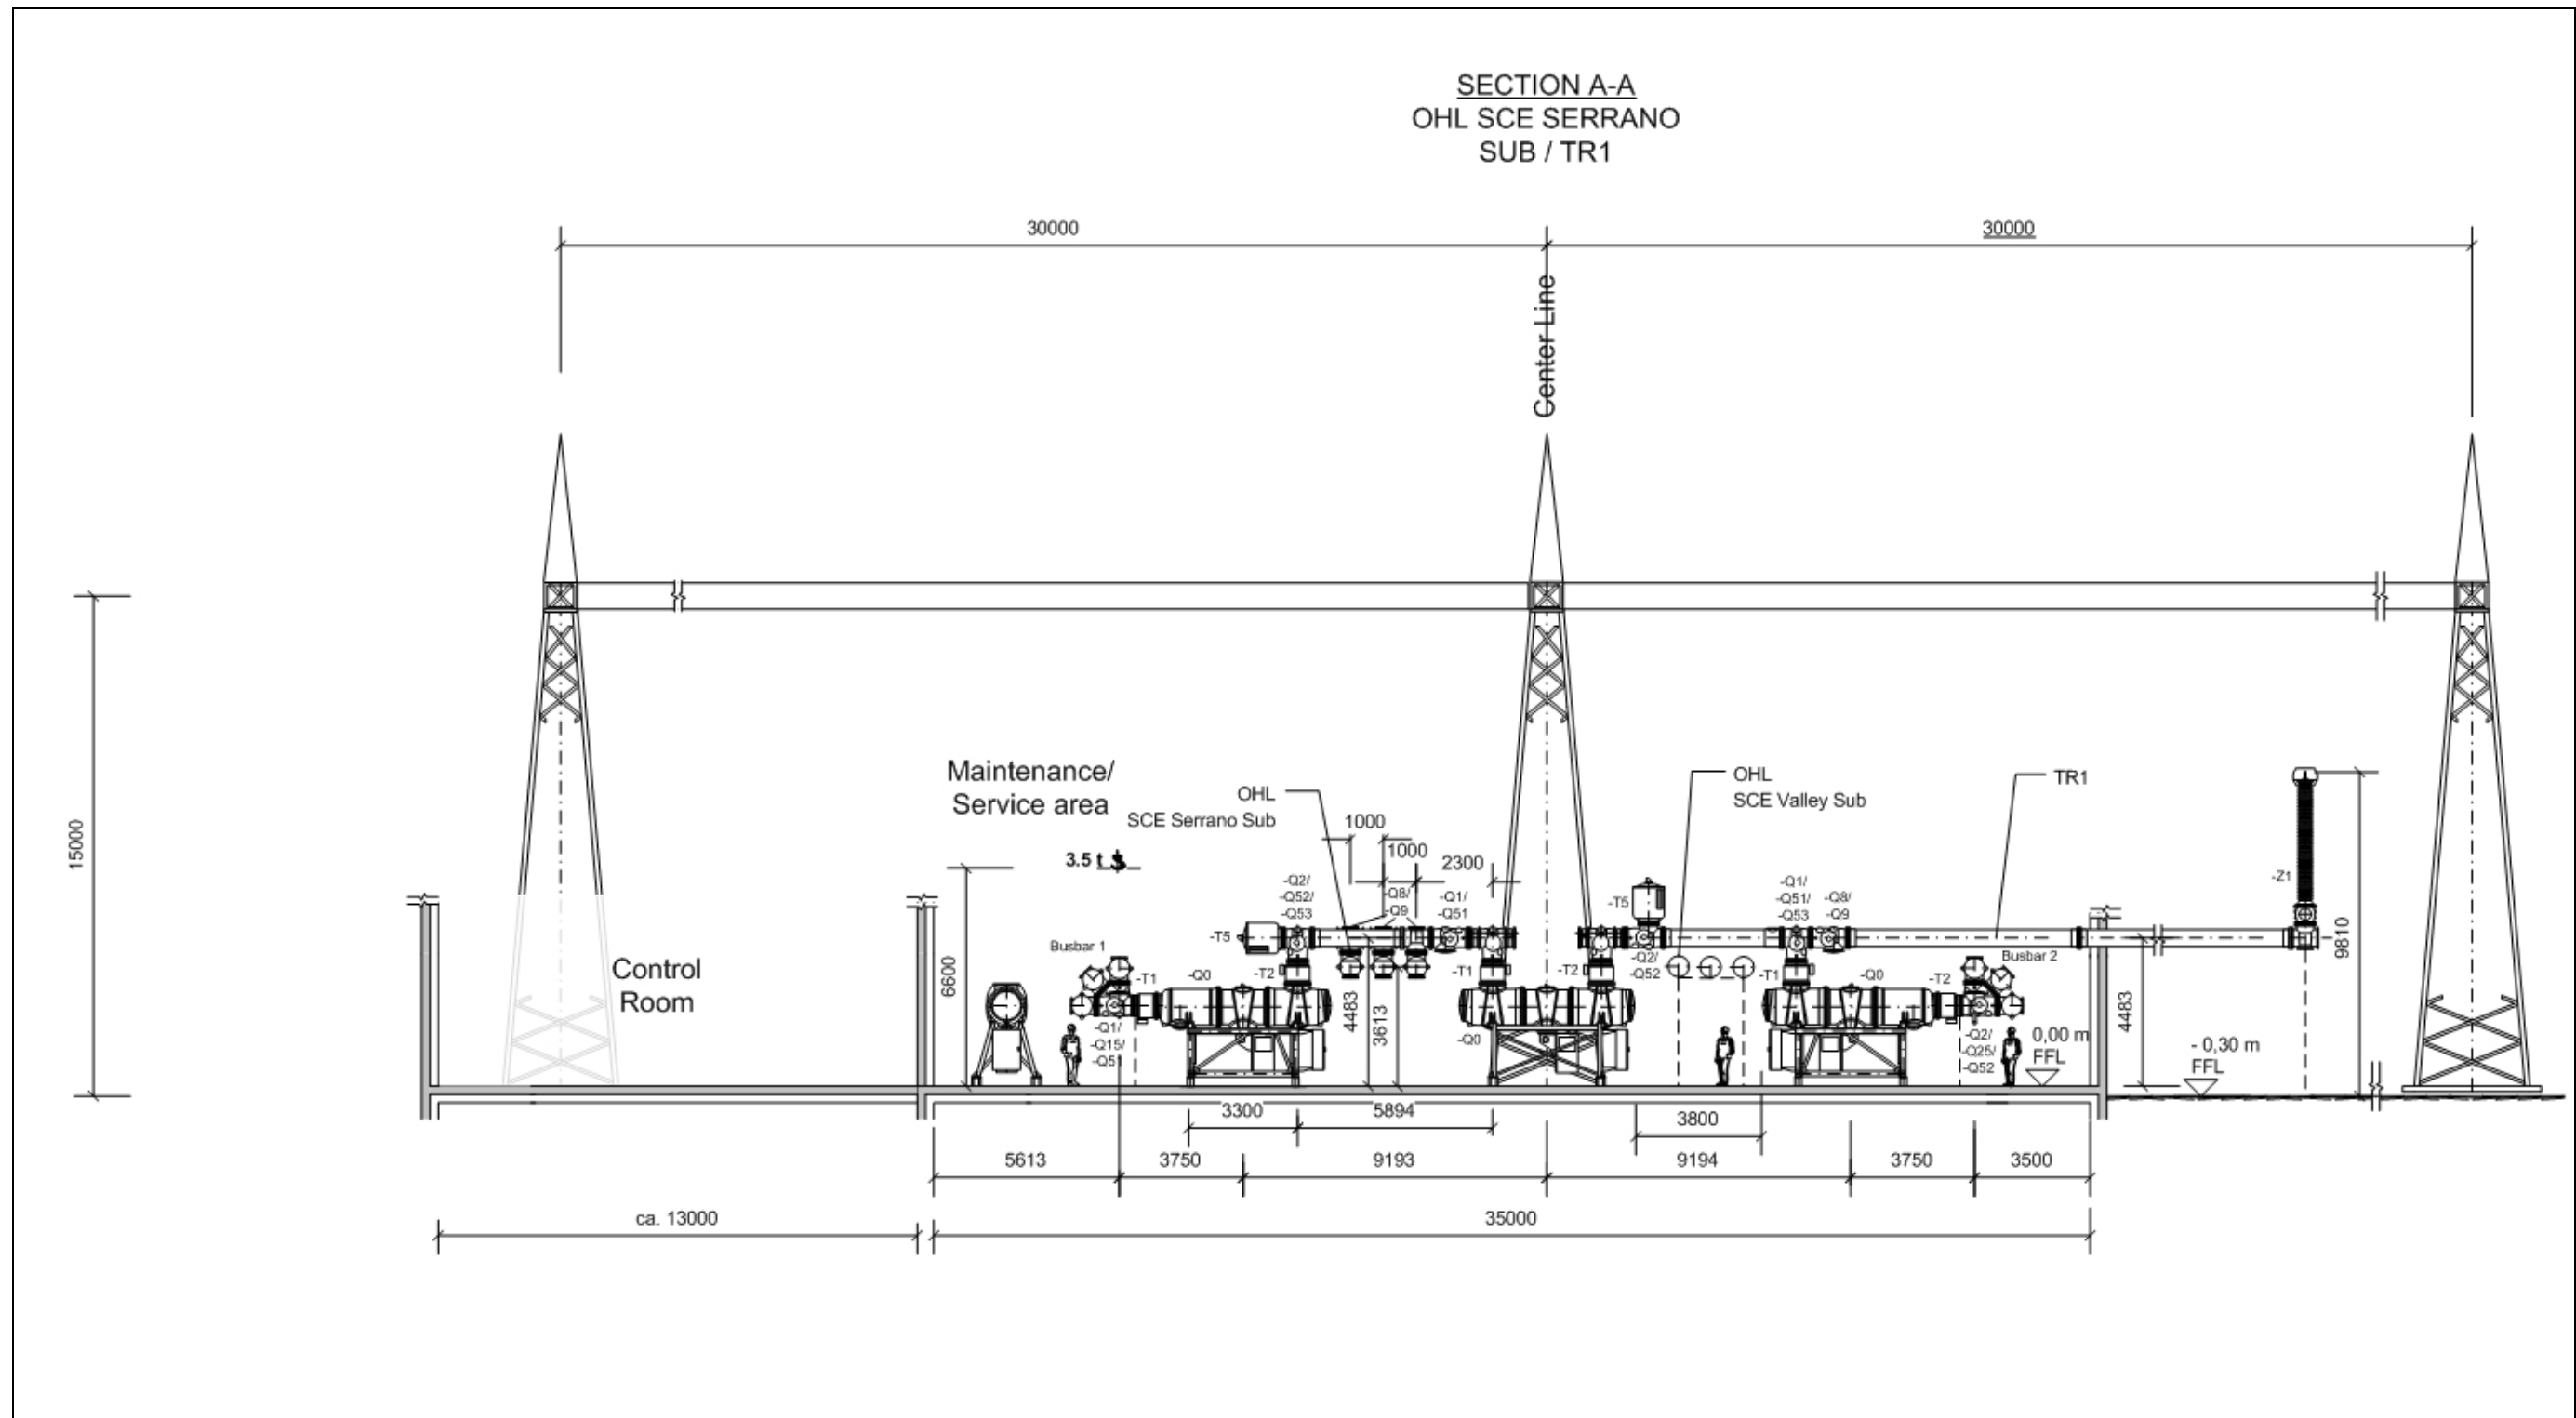 SECTION A-A
OHL SCE SERRANO
SUB / TR1
30000
30000
Center Line
15000
Maintenance/
Service area
OHL
SCE Serrano Sub
1000
1000
2300
OHL
SCE Valley Sub
TR1
3.5 t
-Q2/
-Q52/
-Q53
-Q8/
-Q9
-Q1/
-Q51
-T5
-T5
-Q2/
-Q52
-Q1/
-Q51/
-Q53
-Q8/
-Q9
-Z1
9810
Busbar 1
-T1
-Q0
-T2
-T1
-T2
-T1
-Q0
-T2
Busbar 2
Control
Room
6600
4483
3613
-Q0
-Q1/
-Q15/
-Q51
-Q2/
-Q25/
-Q52
0,00 m
FFL
4483
- 0,30 m
FFL
3300
5894
3800
5613
3750
9193
9194
3750
3500
ca. 13000
35000